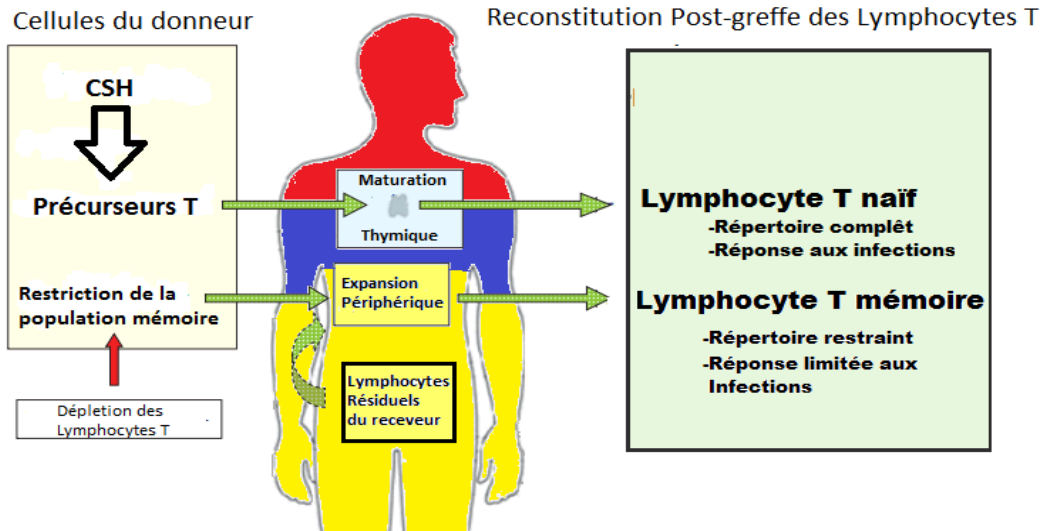 Cellules du donneur
Reconstitution Post-greffe des Lymphocytes T
CSH
Précurseurs T
Restriction de la
population mémoire
Dépletion des
Lymphocytes T
.
Maturation
Thymique
Expansion
Périphérique
Lymphocytes
Résiduels
du receveur
Lymphocyte T naïf
-Répertoire complêt
-Réponse aux infections
Lymphocyte T mémoire
-Répertoire restraint
-Réponse limitée aux
Infections